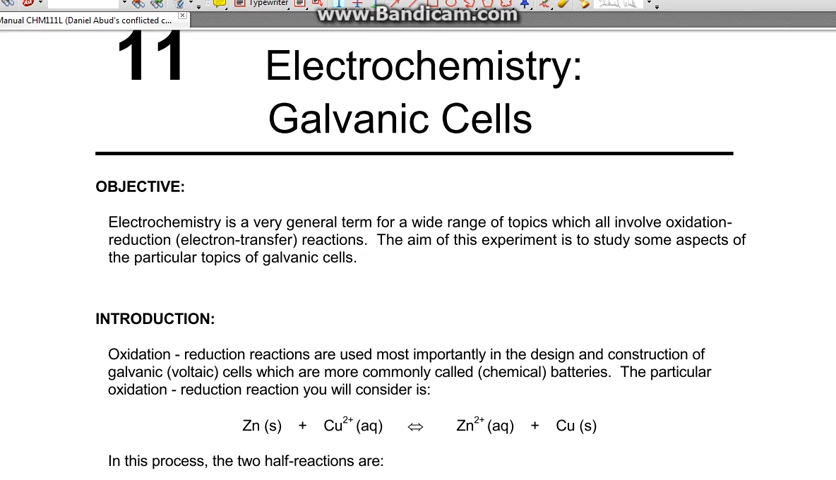 Typewriter
www.Bandicam.com
Manual CHM111L (Daniel Abud's conflicted c...
11 Electrochemistry:
Galvanic Cells
OBJECTIVE:
Electrochemistry is a very general term for a wide range of topics which all involve oxidation-
reduction (electron-transfer) reactions. The aim of this experiment is to study some aspects of
the particular topics of galvanic cells.
INTRODUCTION:
Oxidation - reduction reactions are used most importantly in the design and construction of
galvanic (voltaic) cells which are more commonly called (chemical) batteries. The particular
oxidation - reduction reaction you will consider is:
Zn (s) + Cu²⁺ (aq) ⇔ Zn²⁺ (aq) + Cu (s)
In this process, the two half-reactions are: